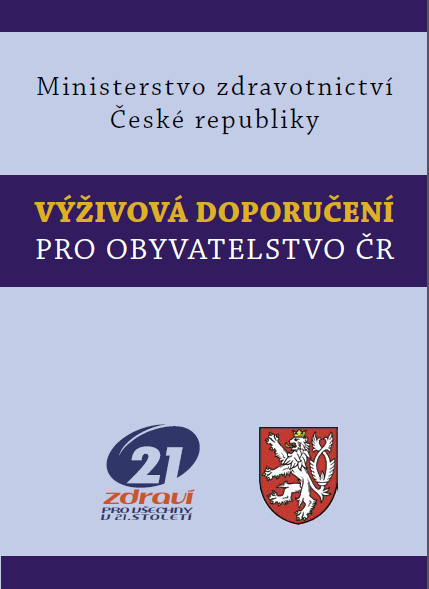 Ministerstvo zdravotnictví
České republiky
VÝŽIVOVÁ DOPORUČENÍ
PRO OBYVATELSTVO ČR
21
zdraví
PRO VŠECHNY
V 21. STOLETÍ